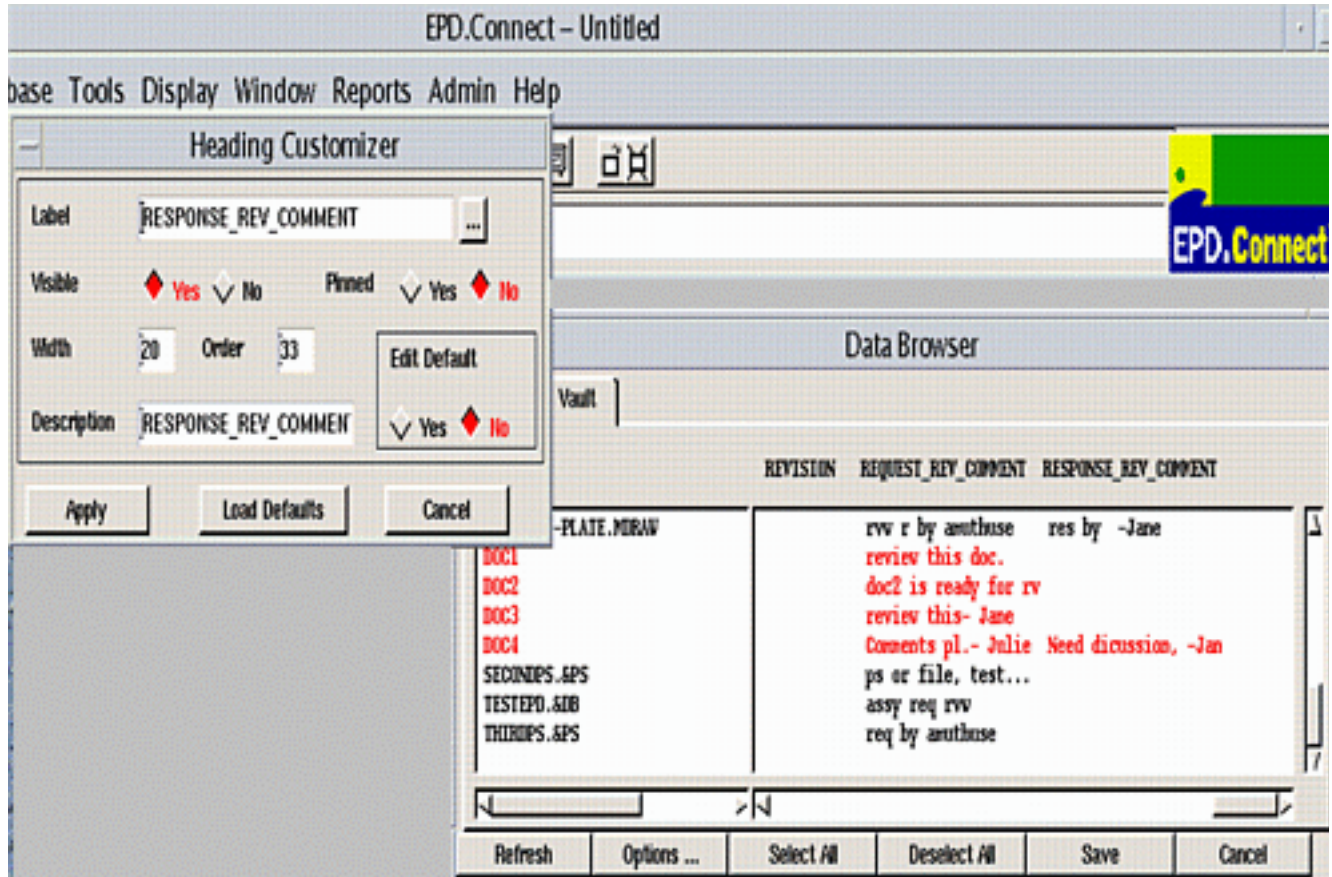 EPD.Connect – Untitled
base Tools Display Window Reports Admin Help
Heading Customizer
Label RESPONSE_REV_COMMENT ...
Visible Yes No Pinned Yes No
Width 20 Order 33
Edit Default
Description RESPONSE_REV_COMMEN
Yes No
Apply Load Defaults Cancel
EPD.Connect
Data Browser
Vault
REVISION REQUEST_REV_COMMENT RESPONSE_REV_COMMENT
-PLATE.MDRAW rvw r by amuthuse res by -Jane
DOC1 review this doc.
DOC2 doc2 is ready for rv
DOC3 review this- Jane
DOC4 Comments pl.- Julie Need dicussion, -Jan
SECONDPS.&PS ps or file, test...
TESTEPD.&DB assy req rvw
THIRDPS.&PS req by amuthuse
Refresh Options ... Select All Deselect All Save Cancel